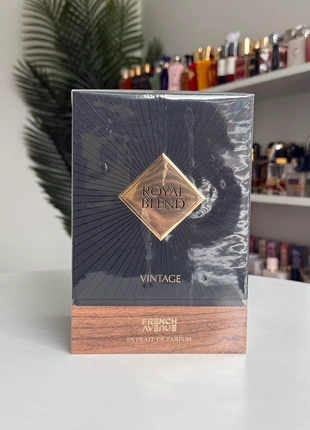 ROYAL
BLEND
VINTAGE
FRENCH
AVENUE
EXTRAIT DE PARFUM